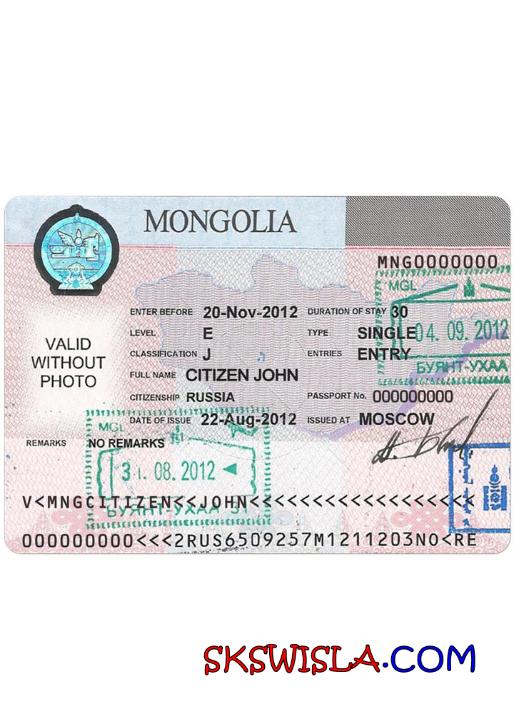 MONGOLIA
MNG0000000
MGL
ENTER BEFORE 20-Nov-2012 DURATION OF STAY 30
LEVEL E TYPE SINGLE
04. 09. 2012
CLASSIFICATION J ENTRIES ENTRY
БУЯНТ-УХАА
VALID
WITHOUT
PHOTO
FULL NAME CITIZEN JOHN
CITIZENSHIP RUSSIA PASSPORT No. 000000000
DATE OF ISSUE 22-Aug-2012 ISSUED AT MOSCOW
MGL
REMARKS NO REMARKS
31. 08. 2012
V<MNGCITIZEN<<JOHN<<<<<<<<<<<<<<<<<<
БУЯНТ-УХАА 31
000000000<<<2RUS6509257M1211203NO<RE
SKSWISLA.COM